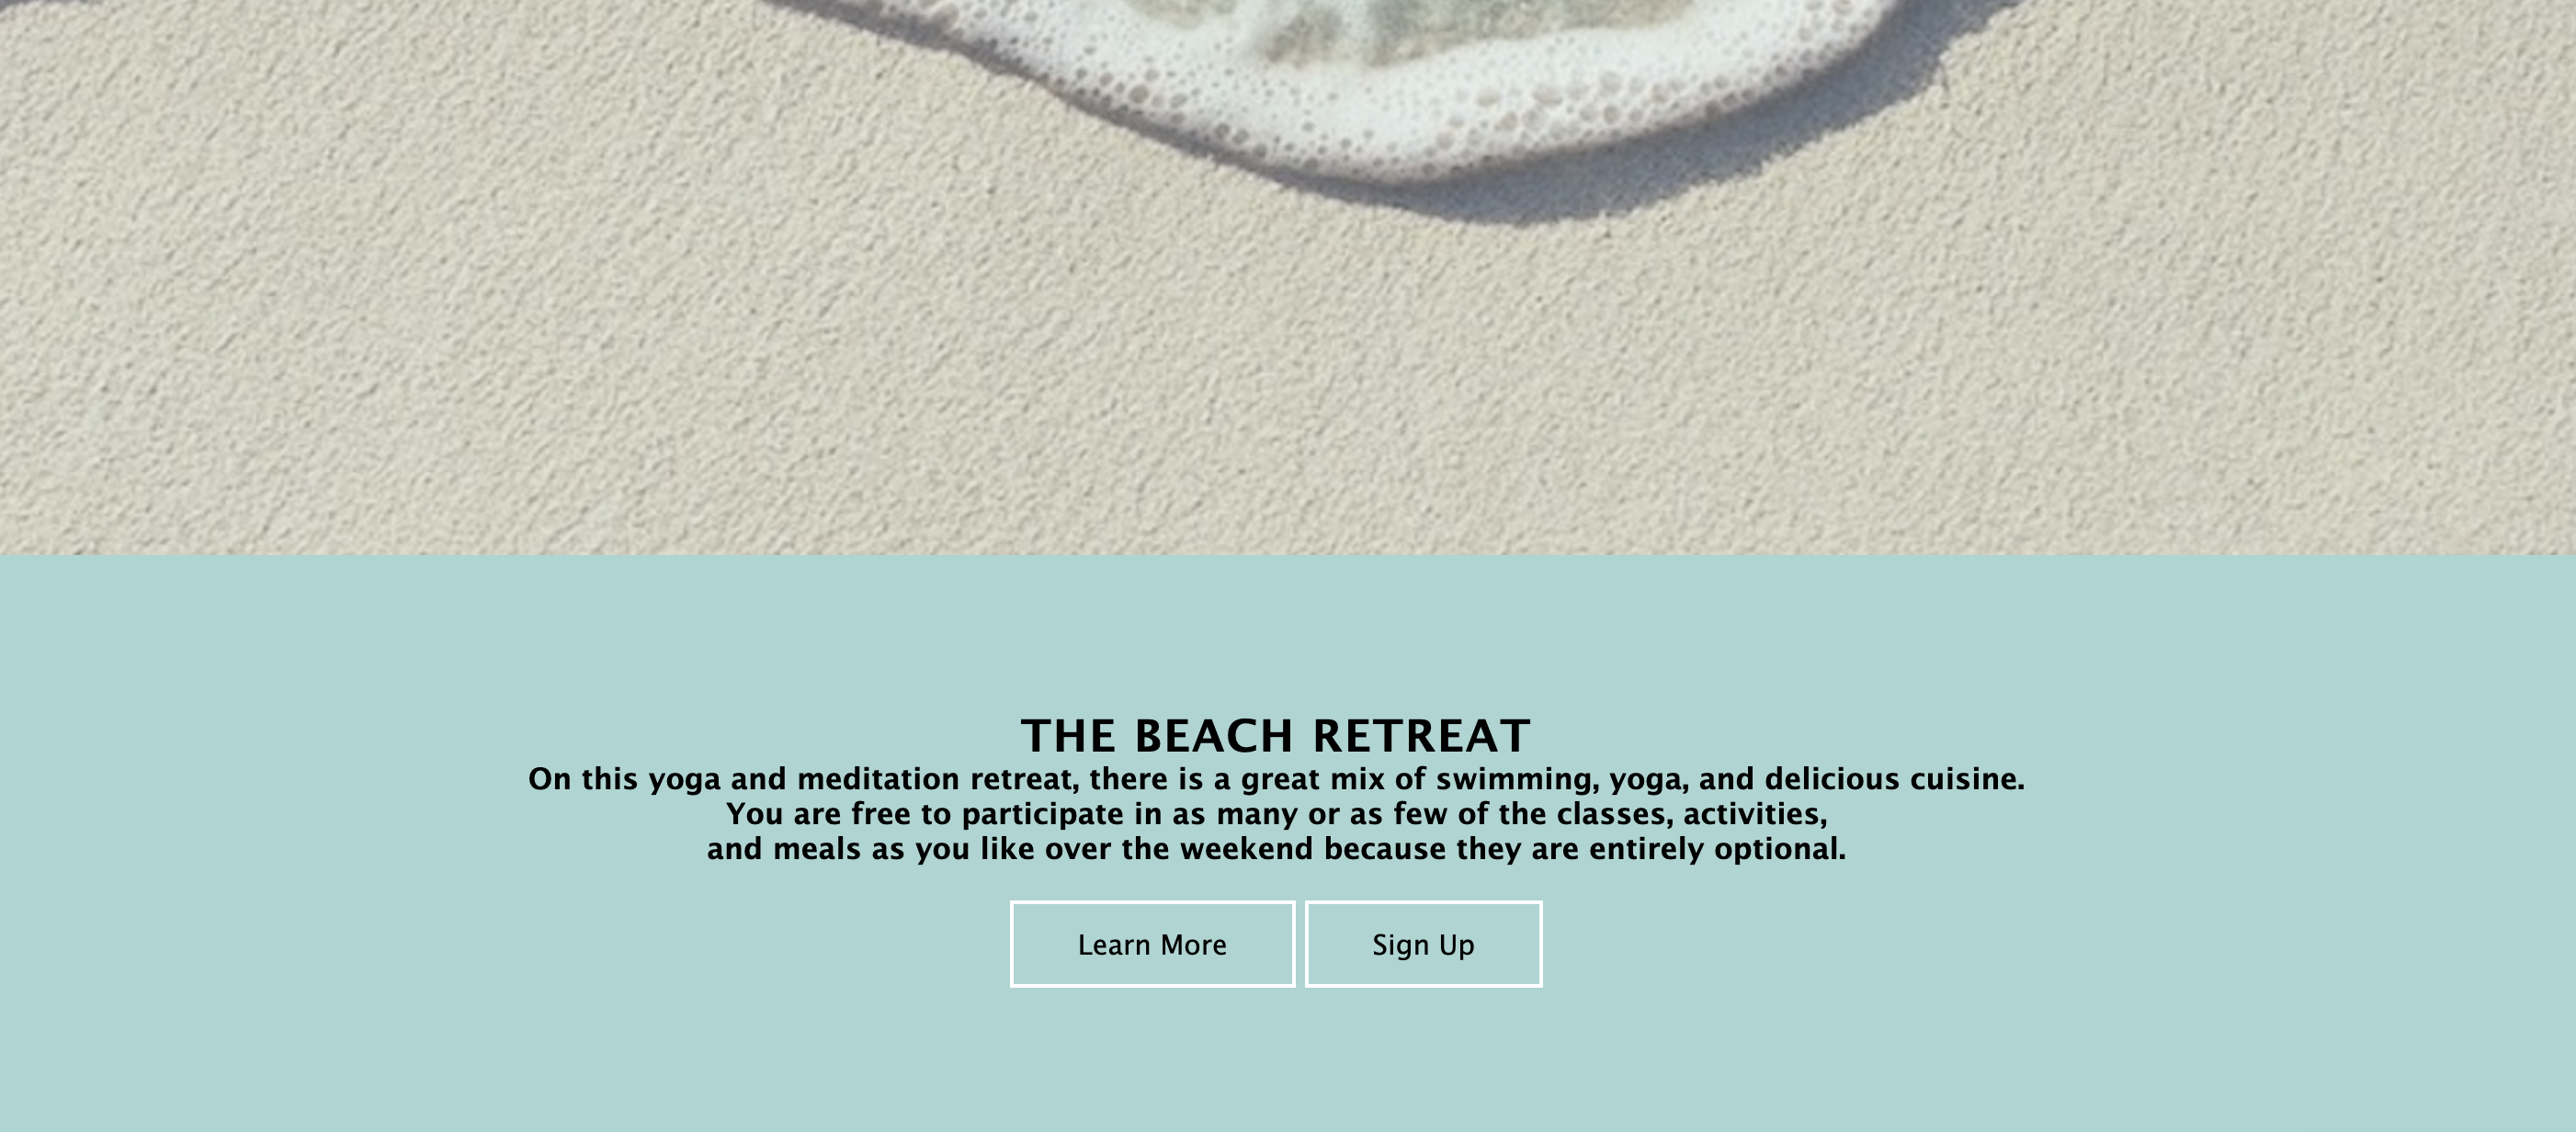 THE BEACH RETREAT
On this yoga and meditation retreat, there is a great mix of swimming, yoga, and delicious cuisine.
You are free to participate in as many or as few of the classes, activities,
and meals as you like over the weekend because they are entirely optional.
Learn More
Sign Up